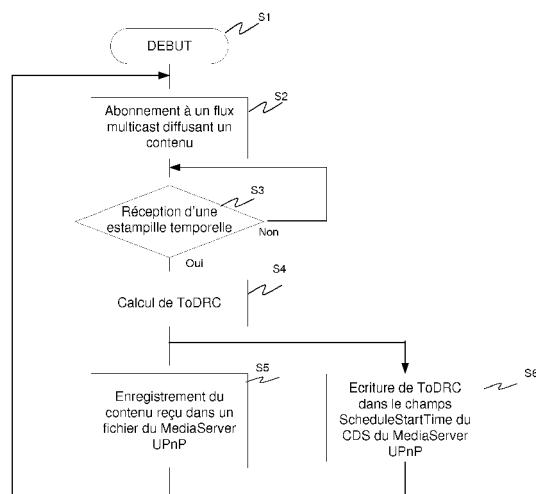 S1
DEBUT
S2
Abonnement à un flux
multicast diffusant un
contenu
S3
Réception d'une
estampille temporelle
Non
Oui
S4
Calcul de ToDRC
S5
Enregistrement du
contenu reçu dans un
fichier du MediaServer
UPnP
S6
Ecriture de ToDRC
dans le champs
ScheduleStartTime du
CDS du MediaServer
UPnP